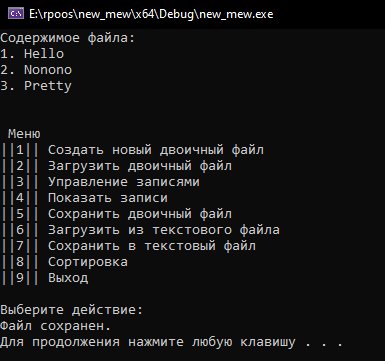 E:\rpoos\new_mew\x64\Debug\new_mew.exe
Содержимое файла:
1. Hello
2. Nonono
3. Pretty
Меню
||1|| Создать новый двоичный файл
||2|| Загрузить двоичный файл
||3|| Управление записями
||4|| Показать записи
||5|| Сохранить двоичный файл
||6|| Загрузить из текстового файла
||7|| Сохранить в текстовый файл
||8|| Сортировка
||9|| Выход
Выберите действие:
Файл сохранен.
Для продолжения нажмите любую клавишу . . .